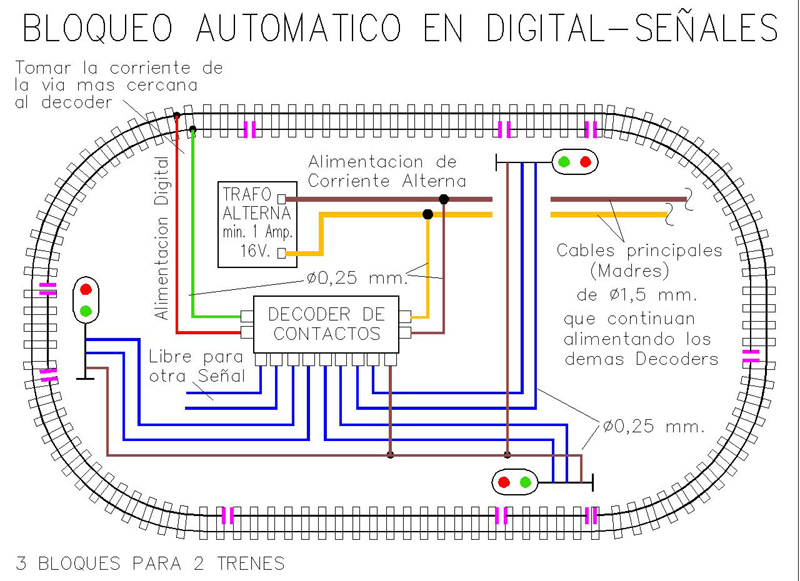 BLOQUEO AUTOMATICO EN DIGITAL-SEÑALES
Tomar la corriente de
la via mas cercana
al decoder
Alimentacion Digital
TRAFO
ALTERNA
min. 1 Amp.
16V.
Alimentacion de
Corriente Alterna
Cables principales
(Madres)
de Ø1,5 mm.
que continuan
alimentando los
demas Decoders
Ø0,25 mm.
DECODER DE
CONTACTOS
Libre para
otra Señal
Ø0,25 mm.
3 BLOQUES PARA 2 TRENES